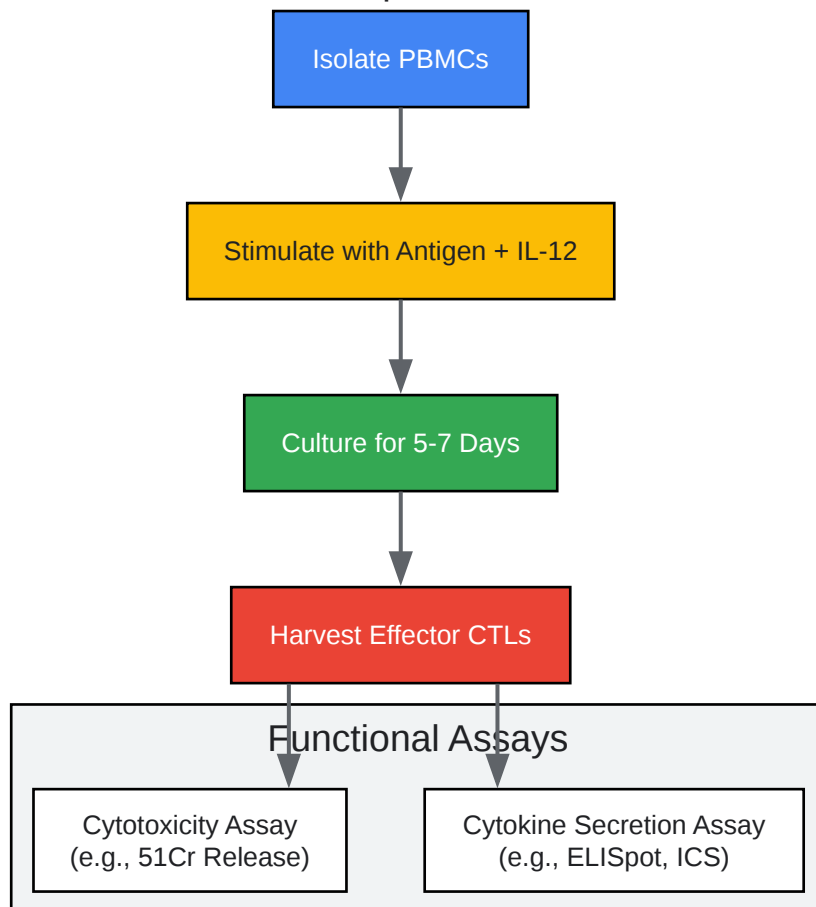 Isolate PBMCs
Stimulate with Antigen + IL-12
Culture for 5-7 Days
Harvest Effector CTLs
Functional Assays
Cytotoxicity Assay
(e.g., 51Cr Release)
Cytokine Secretion Assay
(e.g., ELISpot, ICS)